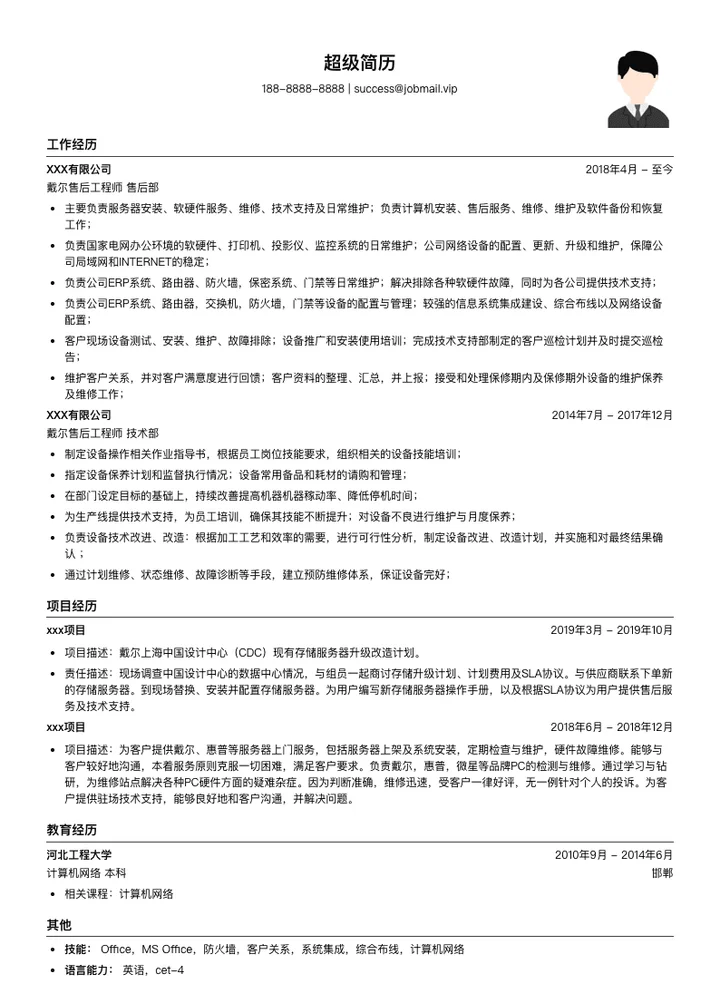 超级简历
188-8888-8888 | success@jobmail.vip
工作经历
XXX有限公司 2018年4月 – 至今
戴尔售后工程师 售后部
• 主要负责服务器安装、软硬件服务、维修、技术支持及日常维护；负责计算机安装、售后服务、维修、维护及软件备份和恢复
工作；
• 负责国家电网办公环境的软硬件、打印机、投影仪、监控系统的日常维护；公司网络设备的配置、更新、升级和维护，保障公
司局域网和INTERNET的稳定；
• 负责公司ERP系统、路由器，防火墙，保密系统、门禁等日常维护；解决排除各种软硬件故障，同时为各公司提供技术支持；
• 负责公司ERP系统、路由器，交换机，防火墙，门禁等设备的配置与管理；较强的信息系统集成建设、综合布线以及网络设备
配置；
• 客户现场设备测试、安装、维护、故障排除；设备推广和安装使用培训；完成技术支持部制定的客户巡检计划并及时提交巡检
告；
• 维护客户关系，并对客户满意度进行回馈；客户资料的整理、汇总，并上报；接受和处理保修期内及保修期外设备的维护保养
及维修工作；
XXX有限公司 2014年7月 – 2017年12月
戴尔售后工程师 技术部
• 制定设备操作相关作业指导书，根据员工岗位技能要求，组织相关的设备技能培训；
• 指定设备保养计划和监督执行情况；设备常用备品和耗材的请购和管理；
• 在部门设定目标的基础上，持续改善提高机器机器稼动率、降低停机时间；
• 为生产线提供技术支持，为员工培训，确保其技能不断提升；对设备不良进行维护与月度保养；
• 负责设备技术改进、改造：根据加工工艺和效率的需要，进行可行性分析，制定设备改进、改造计划，并实施和对最终结果确
认 ；
• 通过计划维修、状态维修、故障诊断等手段，建立预防维修体系，保证设备完好；
项目经历
xxx项目 2019年3月 – 2019年10月
• 项目描述：戴尔上海中国设计中心（CDC）现有存储服务器升级改造计划。
• 责任描述：现场调查中国设计中心的数据中心情况，与组员一起商讨存储升级计划、计划费用及SLA协议。与供应商联系下单新
的存储服务器。到现场替换、安装并配置存储服务器。为用户编写新存储服务器操作手册，以及根据SLA协议为用户提供售后服
务及技术支持。
xxx项目 2018年6月 – 2018年12月
• 项目描述：为客户提供戴尔、惠普等服务器上门服务，包括服务器上架及系统安装，定期检查与维护，硬件故障维修。能够与
客户较好地沟通，本着服务原则克服一切困难，满足客户要求。负责戴尔，惠普，微星等品牌PC的检测与维修。通过学习与钻
研，为维修站点解决各种PC硬件方面的疑难杂症。因为判断准确，维修迅速，受客户一律好评，无一例针对个人的投诉。为客
户提供驻场技术支持，能够良好地和客户沟通，并解决问题。
教育经历
河北工程大学 2010年9月 – 2014年6月
计算机网络 本科 邯郸
• 相关课程：计算机网络
其他
• 技能： Office，MS Office，防火墙，客户关系，系统集成，综合布线，计算机网络
• 语言能力： 英语，cet-4